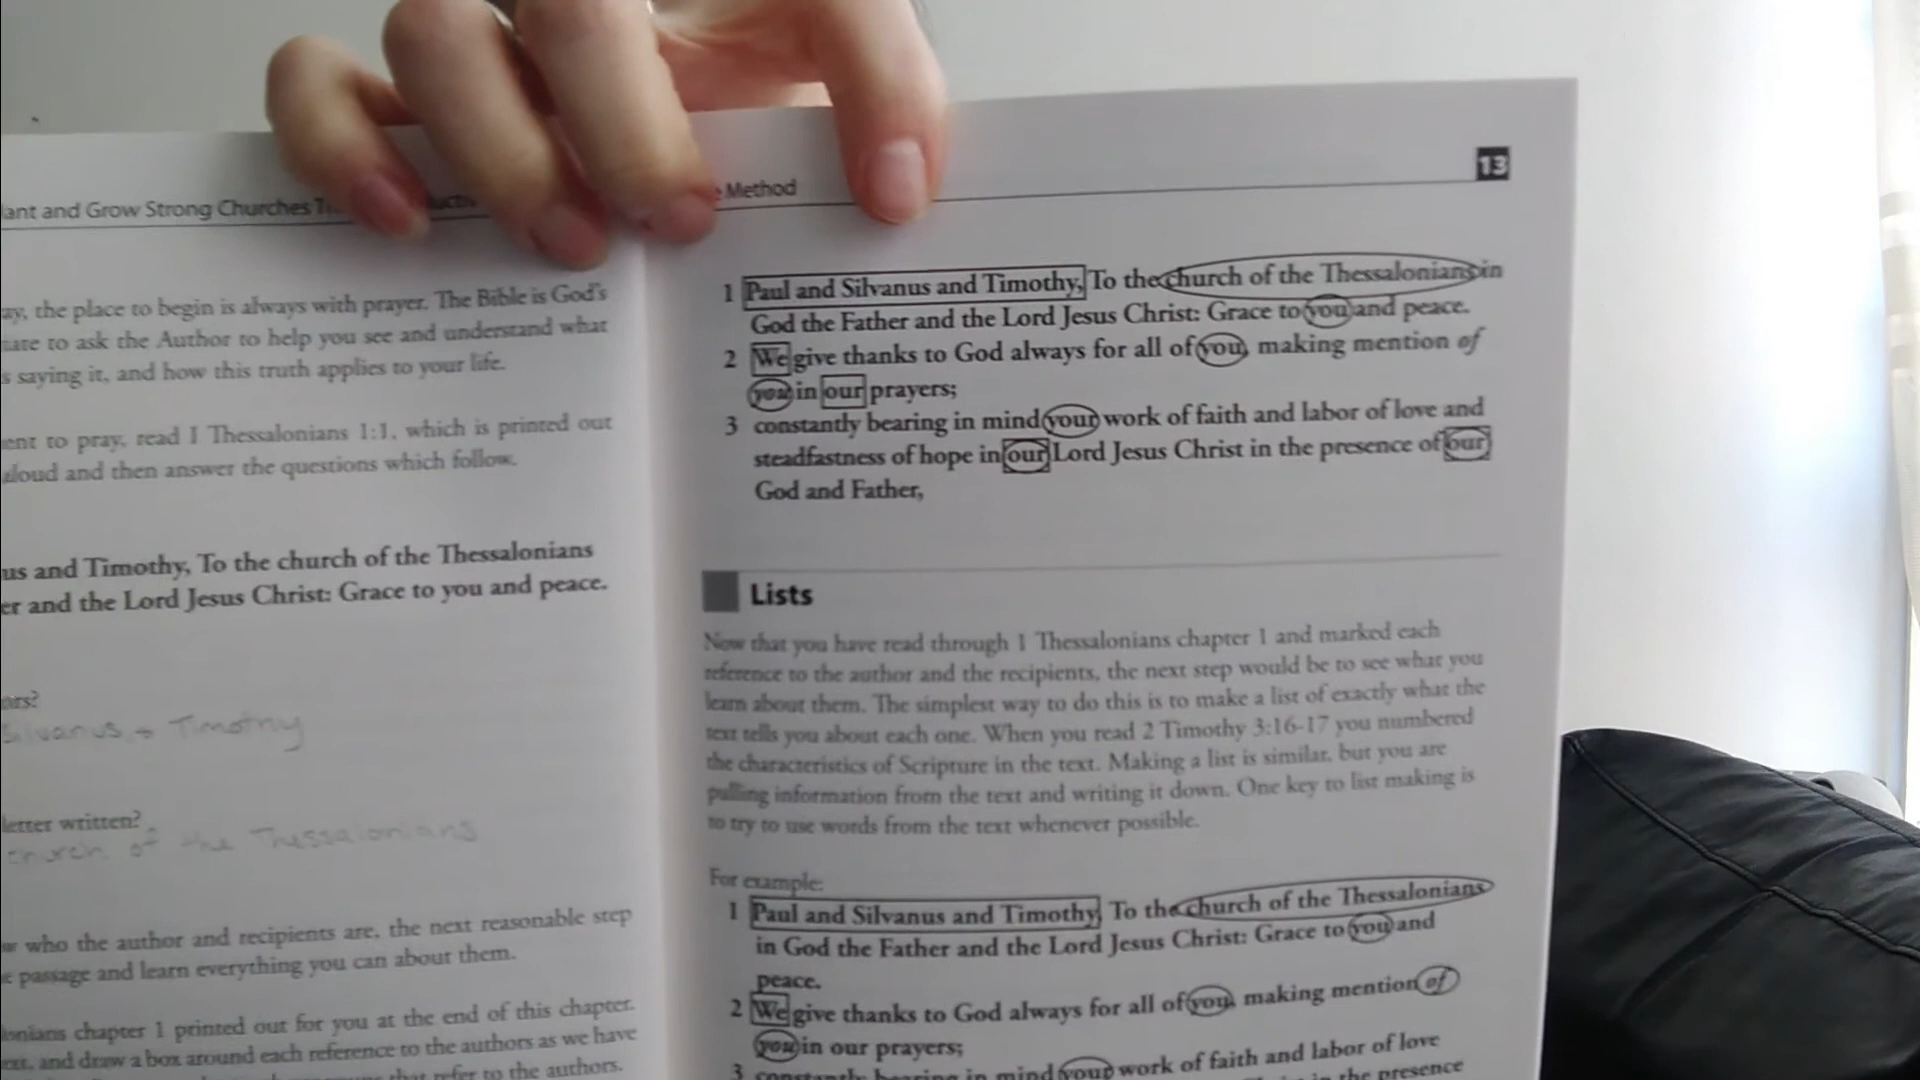 ant and Grow Strong Churches
ay, the place to begin is always with prayer. The Bible is God's
to ask the Author to help you see and understand what
s saying it, and how this truth applies to your life.
ent to pray, read 1 Thessalonians 1:1, which is printed out
aloud and then answer the questions which follow.
us and Timothy, To the church of the Thessalonians
er and the Lord Jesus Christ: Grace to you and peace.
ors?
Silvanus + Timothy
letter written?
church of the Thessalonians
who the author and recipients are, the next reasonable step
e passage and learn everything you can about them.
onians chapter 1 printed out for you at the end of this chapter.
and draw a box around each reference to the authors as we have
that refer to the authors.
Method
13
1 Paul and Silvanus and Timothy, To the church of the Thessalonians in
God the Father and the Lord Jesus Christ: Grace to you and peace.
2 We give thanks to God always for all of you, making mention of
you in our prayers;
3 constantly bearing in mind your work of faith and labor of love and
steadfastness of hope in our Lord Jesus Christ in the presence of our
God and Father,
Lists
Now that you have read through 1 Thessalonians chapter 1 and marked each
reference to the author and the recipients, the next step would be to see what you
learn about them. The simplest way to do this is to make a list of exactly what the
text tells you about each one. When you read 2 Timothy 3:16-17 you numbered
the characteristics of Scripture in the text. Making a list is similar, but you are
pulling information from the text and writing it down. One key to list making is
to try to use words from the text whenever possible.
For example:
1 Paul and Silvanus and Timothy, To the church of the Thessalonians
in God the Father and the Lord Jesus Christ: Grace to you and
peace.
2 We give thanks to God always for all of you, making mention of
you in our prayers;
3 constantly bearing in mind your work of faith and labor of love
in the presence